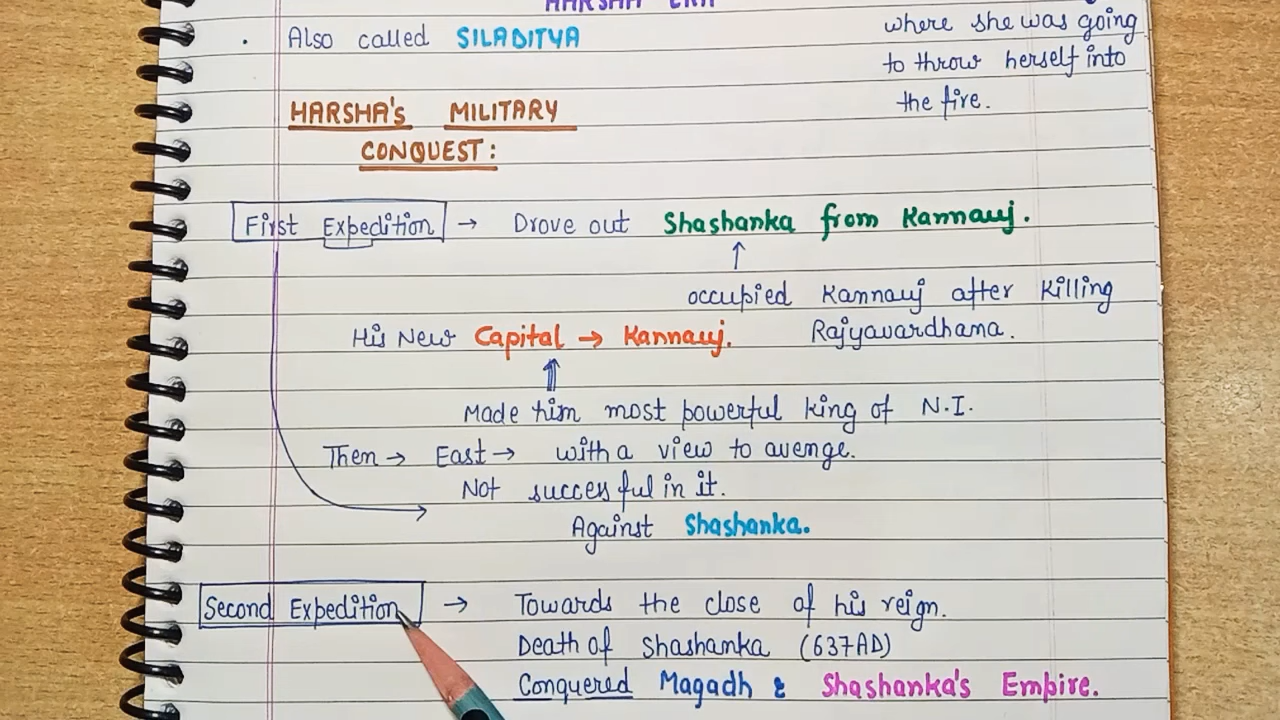 HARSHA ERA
· Also called SILADITYA
where she was going
to throw herself into
the fire.
HARSHA's MILITARY
CONQUEST:
First Expedition → Drove out Shashanka from Kannauj.
↑
occupied Kannauj after killing
Rajyavardhana.
His New Capital → Kannauj.
⇑
Made him most powerful king of N.I.
Then → East → with a view to avenge.
Not successful in it.
Against Shashanka.
Second Expedition → Towards the close of his reign.
Death of Shashanka (637AD)
Conquered Magadh & Shashanka's Empire.